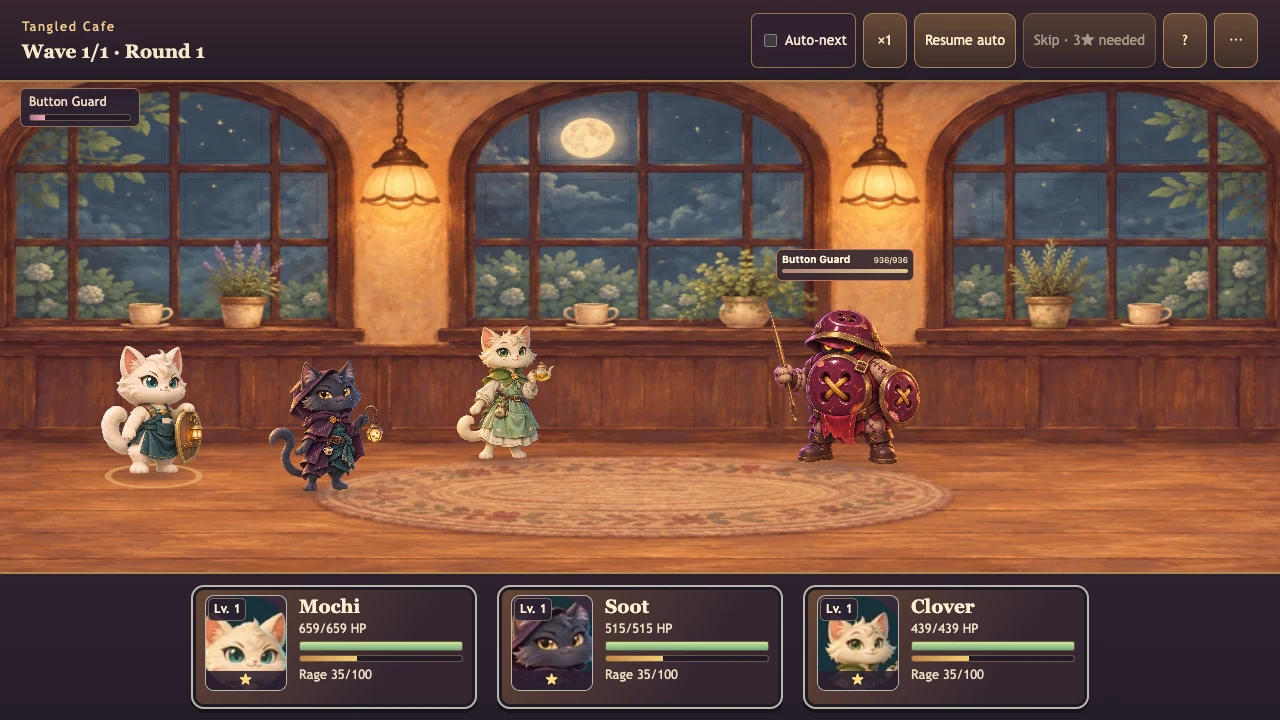 Tangled Cafe
Wave 1/1 · Round 1
Auto-next
×1
Resume auto
Skip · 3★ needed
?
···
Button Guard
Button Guard 936/936
Lv. 1
Mochi
659/659 HP
Rage 35/100
Lv. 1
Soot
515/515 HP
Rage 35/100
Lv. 1
Clover
439/439 HP
Rage 35/100